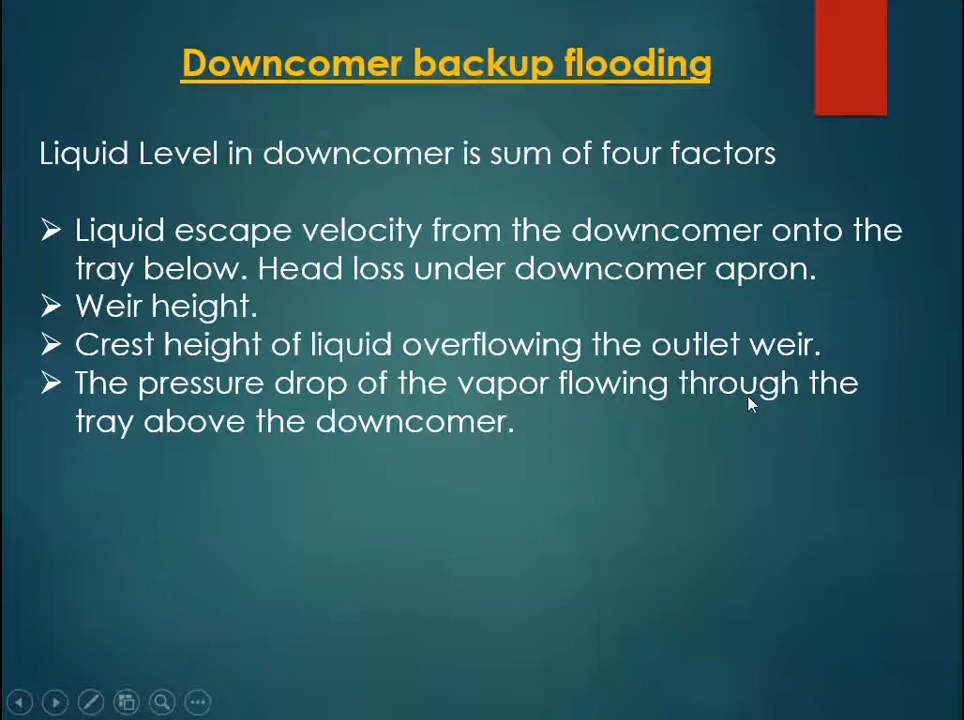 Downcomer backup flooding
Liquid Level in downcomer is sum of four factors
➢ Liquid escape velocity from the downcomer onto the
tray below. Head loss under downcomer apron.
➢ Weir height.
➢ Crest height of liquid overflowing the outlet weir.
➢ The pressure drop of the vapor flowing through the
tray above the downcomer.